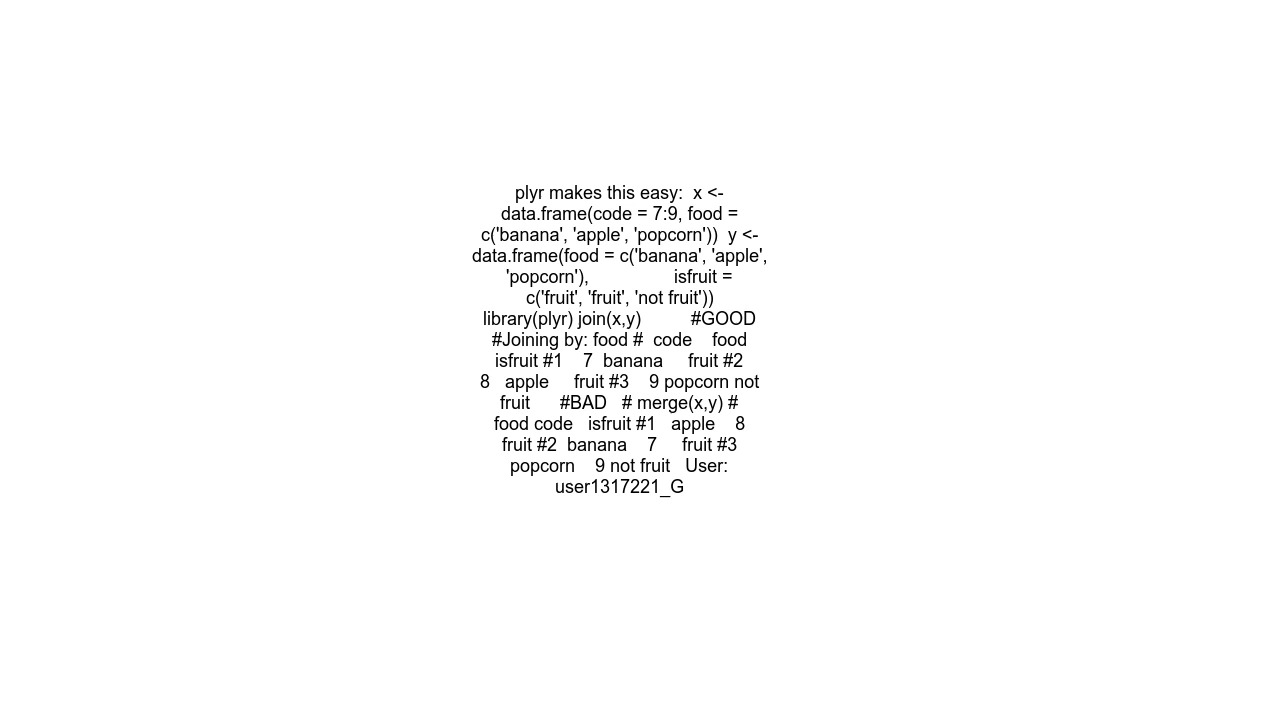 plyr makes this easy:  x <-
data.frame(code = 7:9, food =
c('banana', 'apple', 'popcorn'))  y <-
data.frame(food = c('banana', 'apple',
'popcorn'),                 isfruit =
c('fruit', 'fruit', 'not fruit'))
library(plyr) join(x,y)          #GOOD
#Joining by: food #  code    food
isfruit #1    7  banana     fruit #2
8   apple     fruit #3    9 popcorn not
fruit      #BAD   # merge(x,y) #
food code   isfruit #1   apple    8
fruit #2  banana    7     fruit #3
popcorn    9 not fruit   User:
user1317221_G